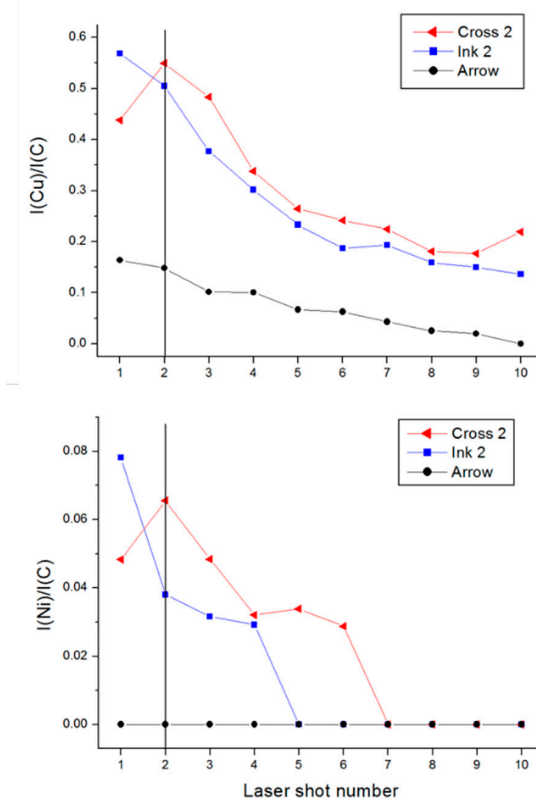 Cross 2
Ink 2
Arrow
I(Cu)/I(C)
0.6
0.5
0.4
0.3
0.2
0.1
0.0
1 2 3 4 5 6 7 8 9 10
Cross 2
Ink 2
Arrow
I(Ni)/I(C)
0.08
0.06
0.04
0.02
0.00
1 2 3 4 5 6 7 8 9 10
Laser shot number